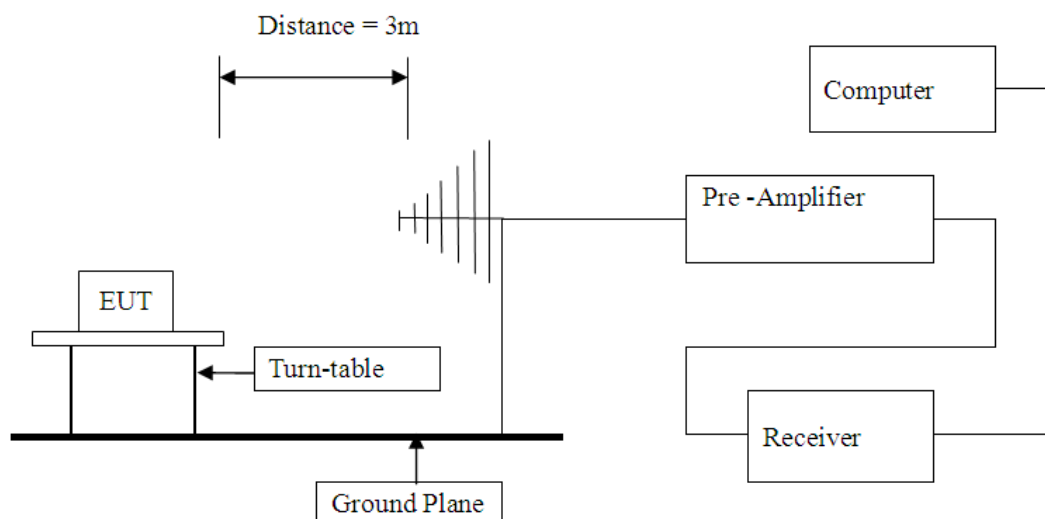 Distance = 3m
Computer
Pre -Amplifier
EUT
Turn-table
Receiver
Ground Plane